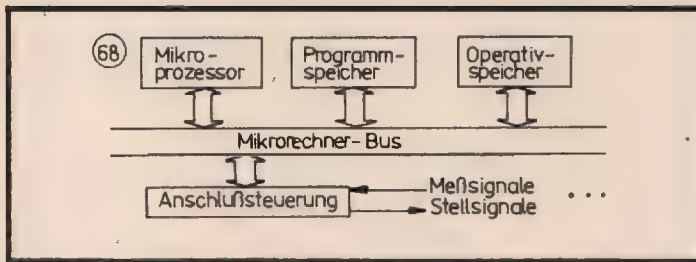 68
Mikro-
prozessor
Programm-
speicher
Operativ-
speicher
Mikrorechner-Bus
Anschlußsteuerung
Meßsignale
Stellsignale
...